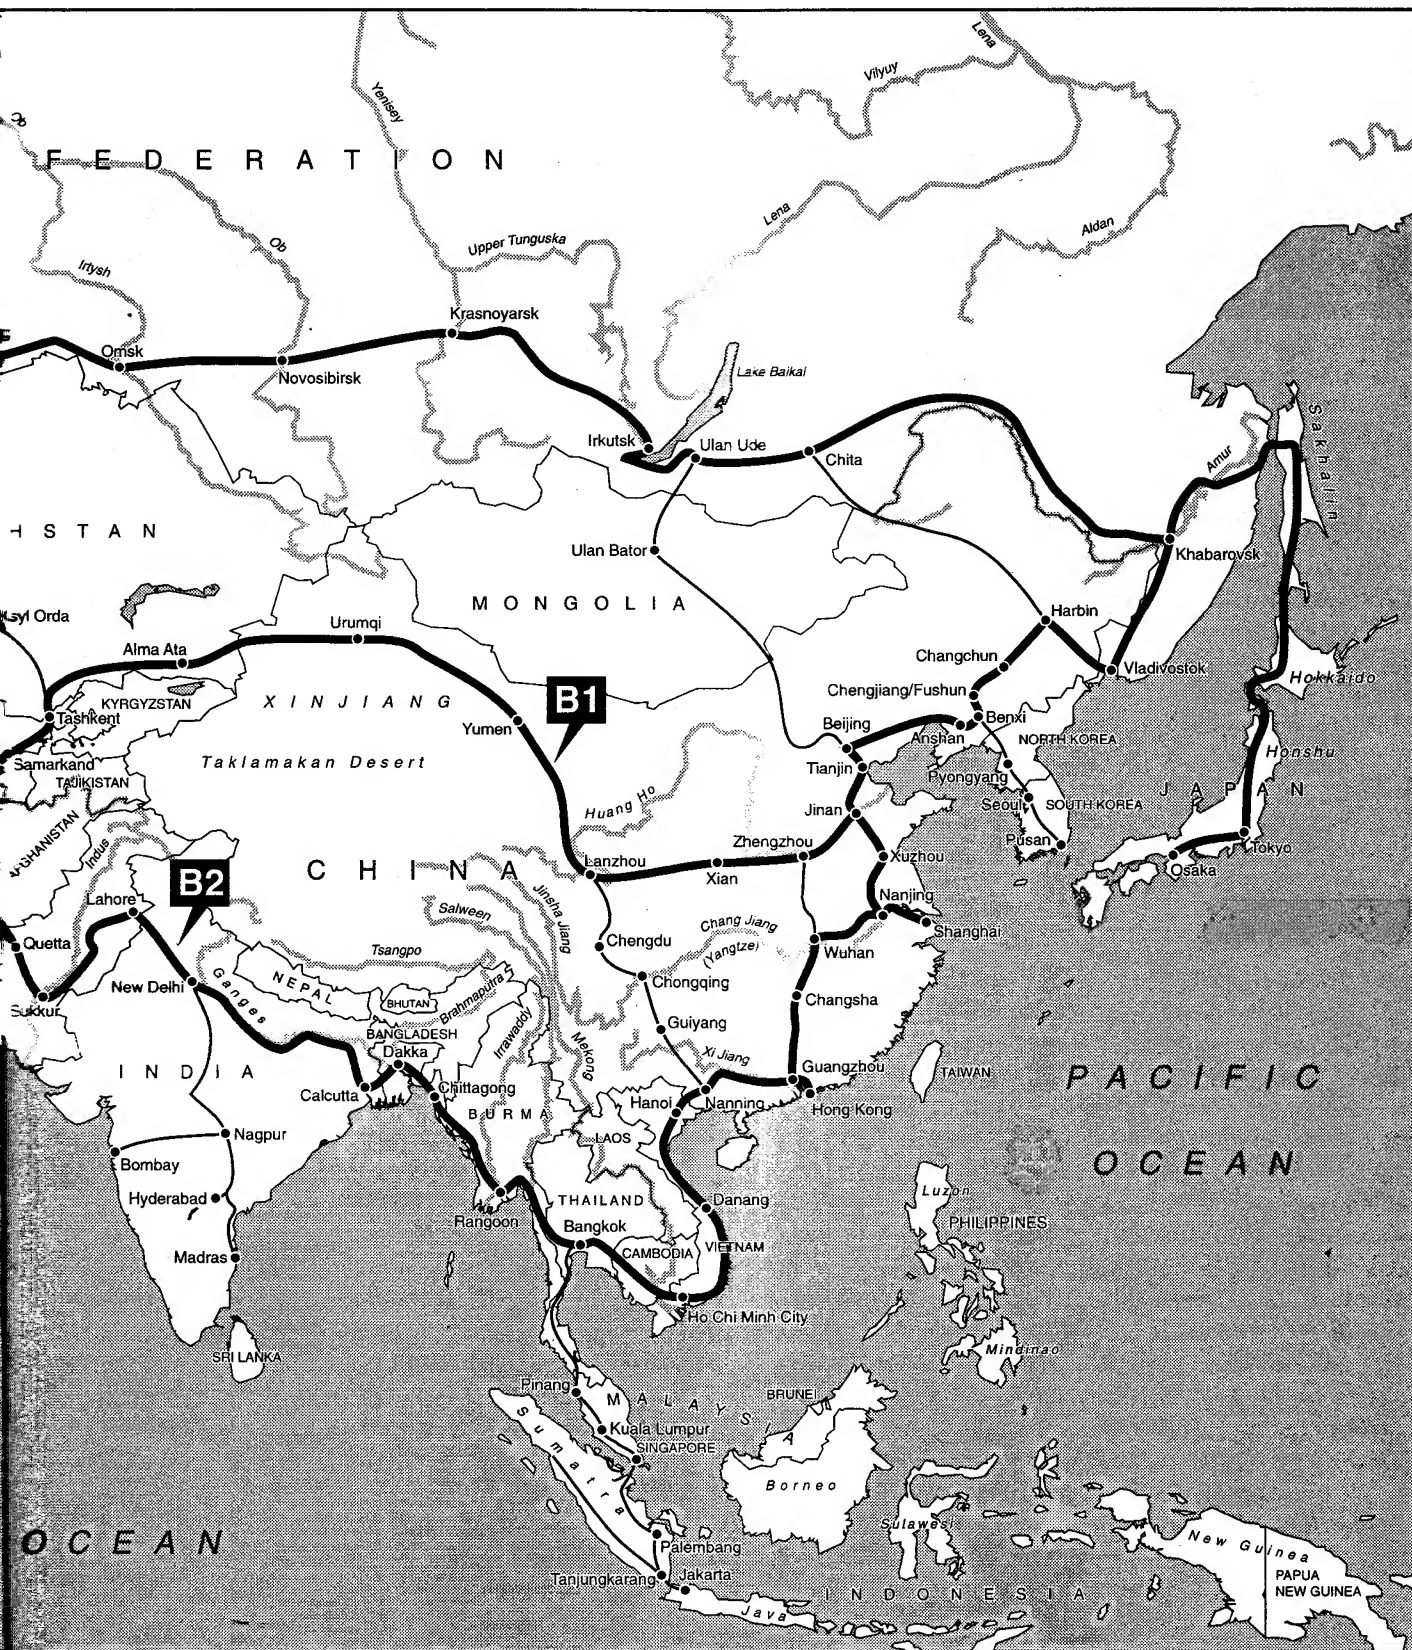 Lena
Vilyuy
Ob
Yenisey
FEDERATION
Lena
Aldan
Ob
Upper Tunguska
Irtysh
Krasnoyarsk
Omsk
Novosibirsk
Lake Baikal
Sakhalin
Irkutsk
Ulan Ude
Chita
Amur
HSTAN
Ulan Bator
Khabarovsk
MONGOLIA
syl Orda
Urumqi
Harbin
Alma Ata
Changchun
Vladivostok
Hokkaido
KYRGYZSTAN
XINJIANG
B1
Chengjiang/Fushun
Tashkent
Yumen
Beijing
Benxi
Anshan
NORTH KOREA
Honshu
Samarkand
Taklamakan Desert
Tianjin
Pyongyang
TAJIKISTAN
JAPAN
Huang Ho
Jinan
Seoul
SOUTH KOREA
GHANISTAN
Indus
Zhengzhou
Pusan
Tokyo
CHINA
Lanzhou
Xian
Xuzhou
Osaka
B2
Lahore
Salween
Jinsha Jiang
Nanjing
Chang Jiang
(Yangtze)
Shanghai
Quetta
Tsangpo
Chengdu
Wuhan
New Delhi
Ganges
NEPAL
BHUTAN
Brahmaputra
Chongqing
Sukkur
Changsha
BANGLADESH
Irrawaddy
Mekong
Guiyang
Dakka
Xi Jiang
INDIA
Guangzhou
TAIWAN
PACIFIC
Calcutta
Chittagong
Hanoi
Nanning
Hong Kong
BURMA
Nagpur
LAOS
Bombay
OCEAN
Hyderabad
THAILAND
Danang
Luzon
Rangoon
PHILIPPINES
Bangkok
Madras
CAMBODIA
VIETNAM
Ho Chi Minh City
SRI LANKA
Mindinao
Pinang
MALAYSIA
BRUNEI
Kuala Lumpur
SINGAPORE
Sumatra
Borneo
Sulawesi
OCEAN
Palembang
New Guinea
Tanjungkarang
Jakarta
INDONESIA
PAPUA
NEW GUINEA
Java